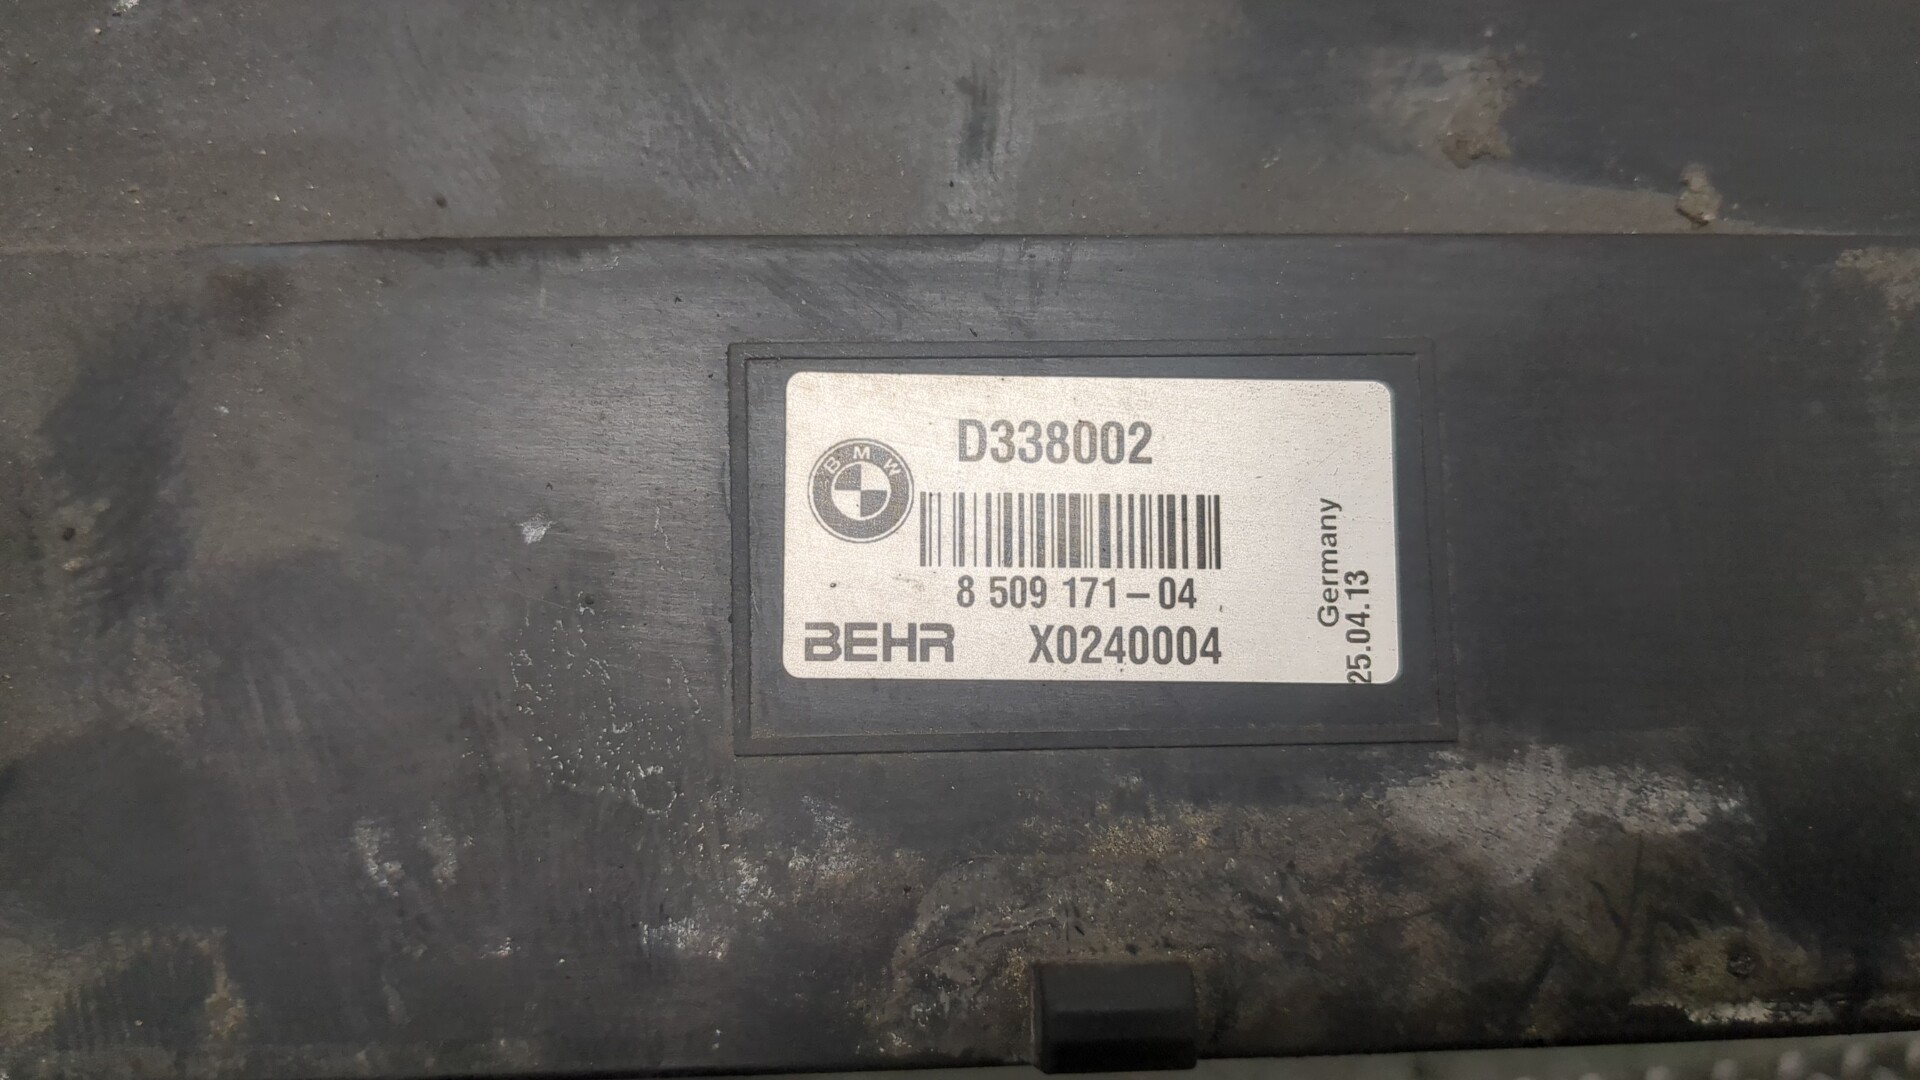 D338002
BMW
8 509 171-04
BEHR X0240004
Germany
25.04.13